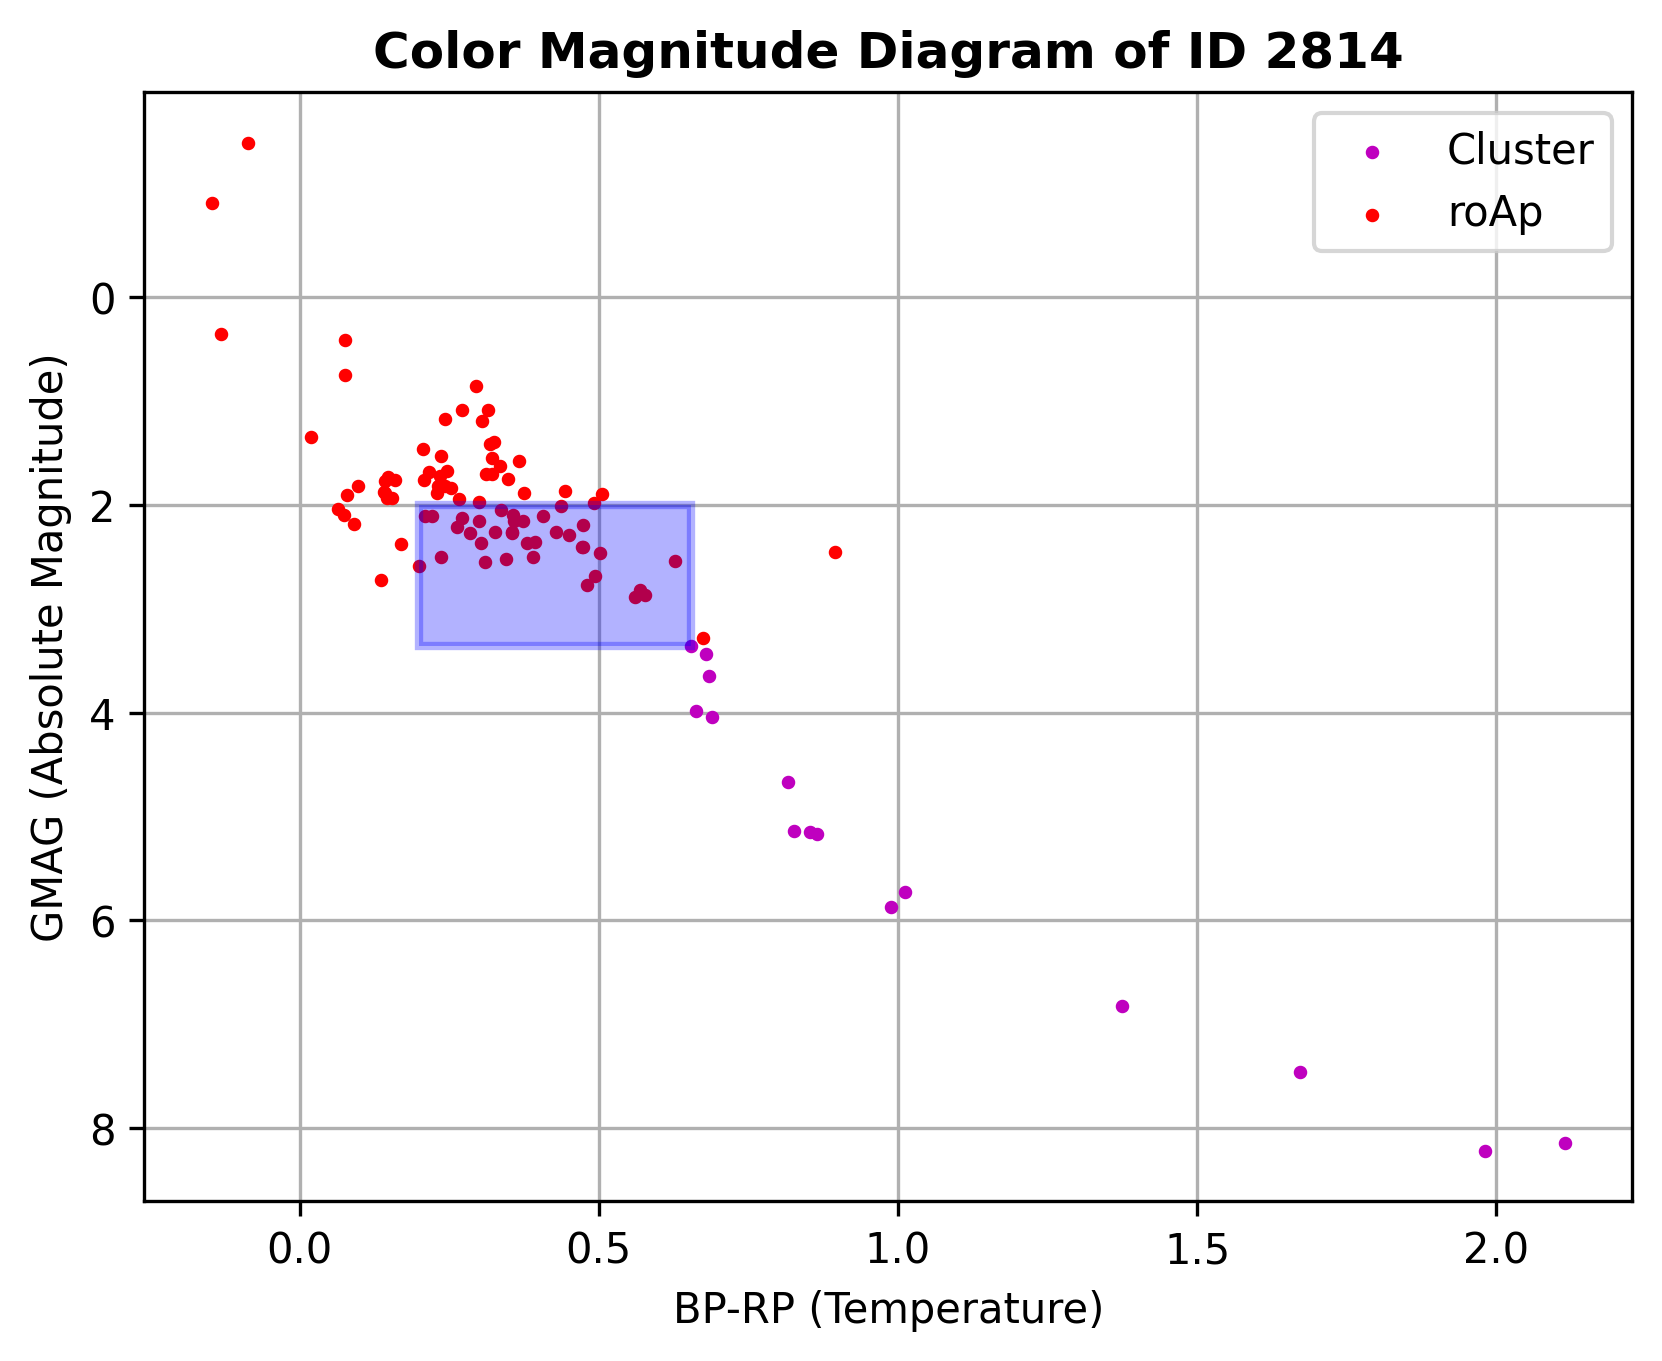 Color Magnitude Diagram of ID 2814
Cluster
roAp
GMAG (Absolute Magnitude)
0
2
4
6
8
0.0 0.5 1.0 1.5 2.0
BP-RP (Temperature)